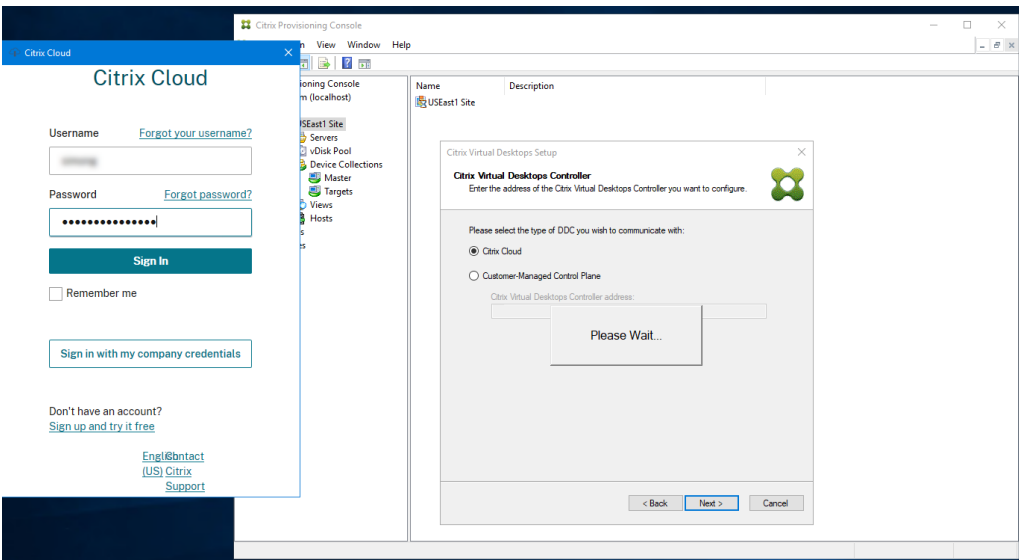 Citrix Provisioning Console
View Window Help
Citrix Cloud
Citrix Cloud
Username Forgot your username?
Password Forgot password?
•••••••••••••••
Sign In
Remember me
Sign in with my company credentials
Don't have an account?
Sign up and try it free
English (US)
Contact Citrix Support
(localhost)
Site
Servers
vDisk Pool
Device Collections
Master
Targets
Views
Hosts
Name Description
USEast1 Site
Citrix Virtual Desktops Setup
Citrix Virtual Desktops Controller
Enter the address of the Citrix Virtual Desktops Controller you want to configure.
Please select the type of DDC you wish to communicate with:
Citrix Cloud
Customer-Managed Control Plane
Citrix Virtual Desktops Controller address:
Please Wait...
< Back Next > Cancel